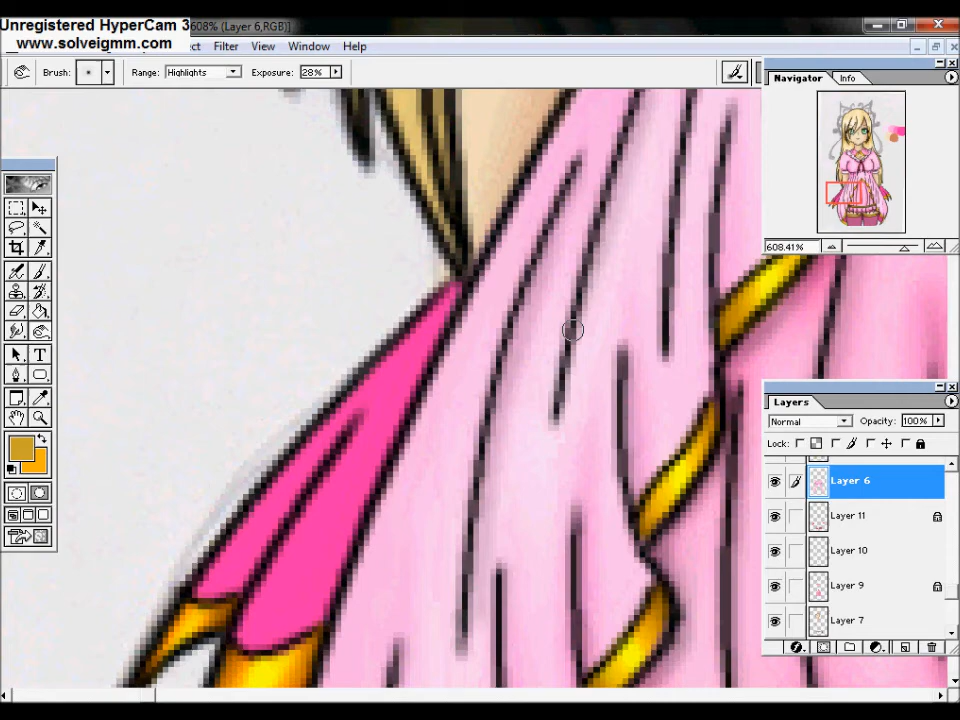 Unregistered HyperCam 3
www.solveigmm.com
608% (Layer 6,RGB)]
Filter View Window Help
Brush: Range: Highlights Exposure: 28%
Navigator Info
608.41%
Layers
Normal Opacity: 100%
Lock:
Layer 6
Layer 11
Layer 10
Layer 9
Layer 7